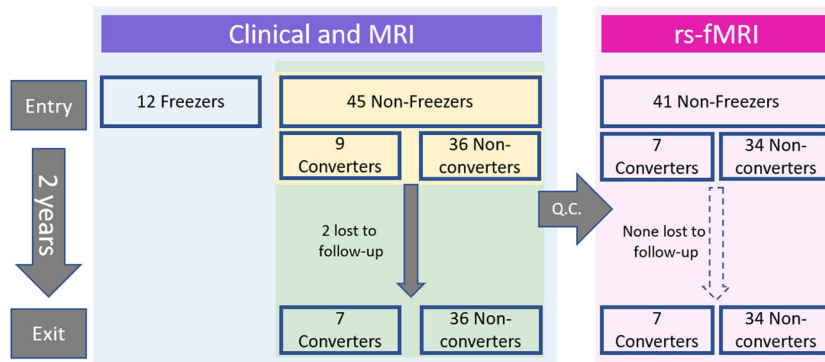 Clinical and MRI
rs-fMRI
Entry
12 Freezers
45 Non-Freezers
41 Non-Freezers
9
Converters
36 Non-
converters
7
Converters
34 Non-
converters
2 years
Q.C.
2 lost to
follow-up
None lost to
follow-up
Exit
7
Converters
36 Non-
converters
7
Converters
34 Non-
converters